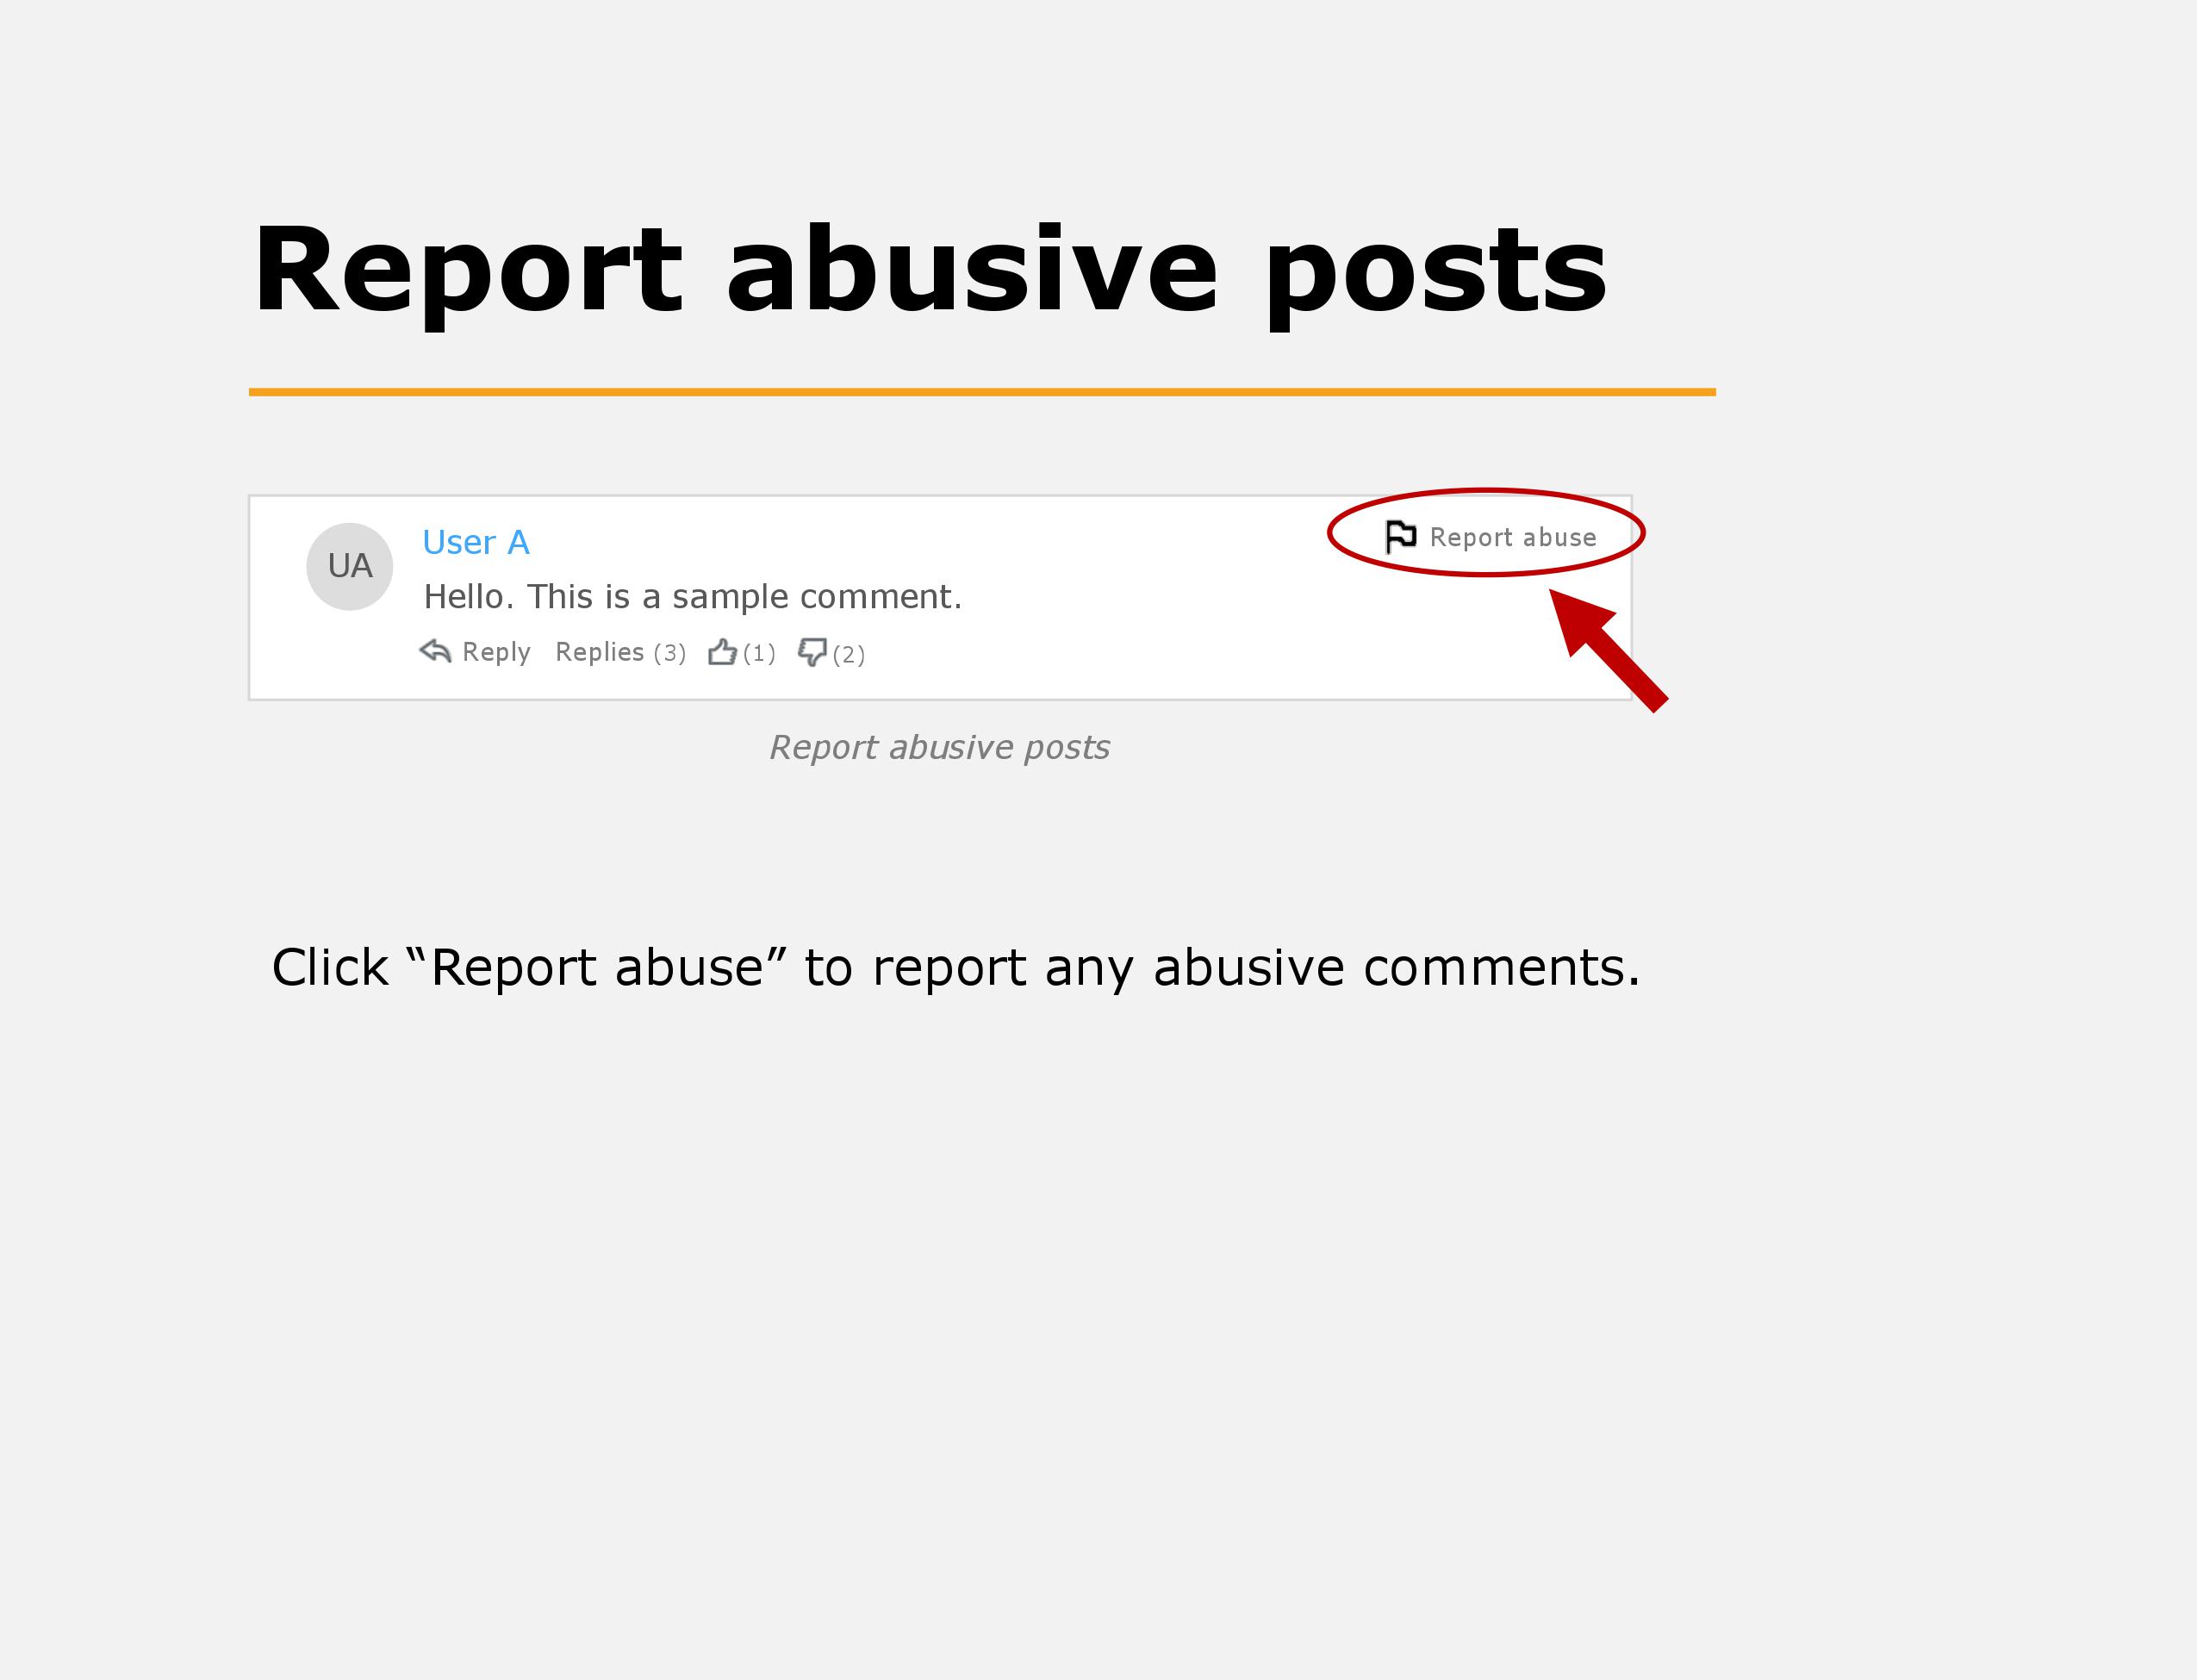 Report abusive posts
UA
User A
Report abuse
Hello. This is a sample comment.
Reply Replies (3) (1) (2)
Report abusive posts
Click “Report abuse” to report any abusive comments.